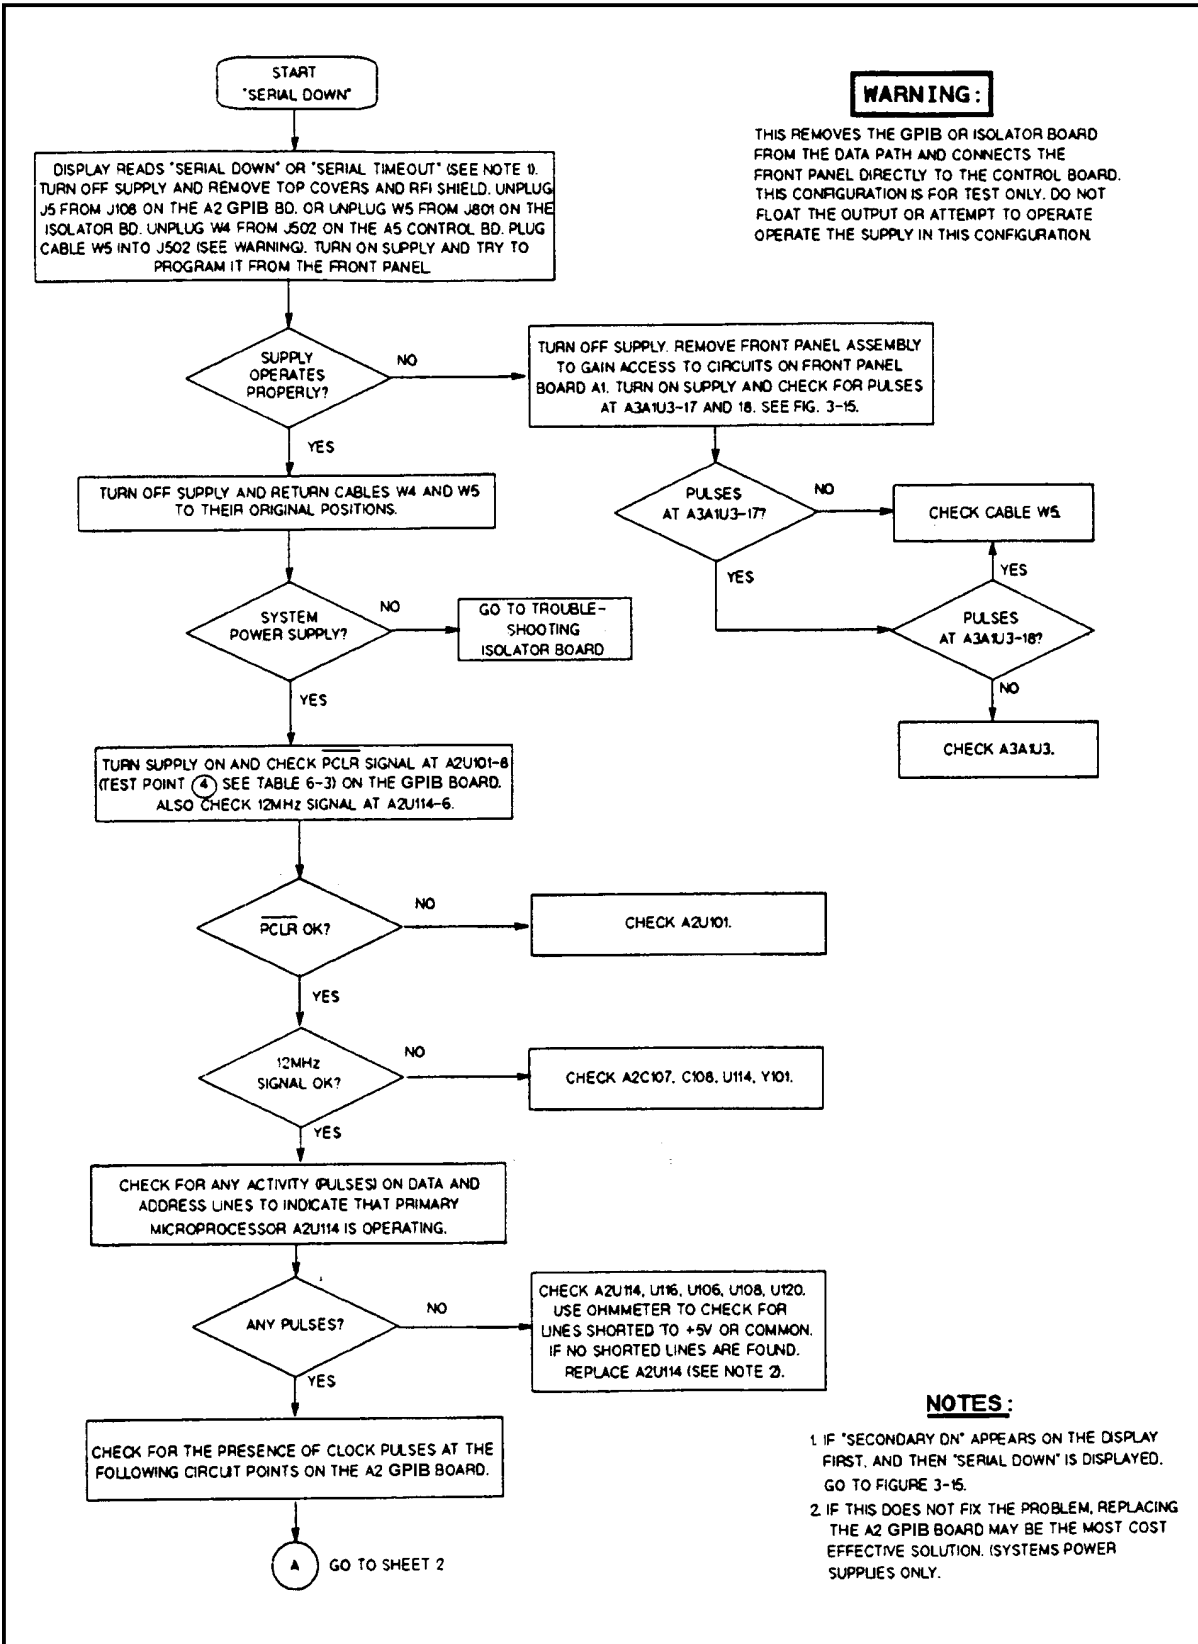 START
"SERIAL DOWN"
WARNING:
THIS REMOVES THE GPIB OR ISOLATOR BOARD
FROM THE DATA PATH AND CONNECTS THE
FRONT PANEL DIRECTLY TO THE CONTROL BOARD.
THIS CONFIGURATION IS FOR TEST ONLY. DO NOT
FLOAT THE OUTPUT OR ATTEMPT TO OPERATE
OPERATE THE SUPPLY IN THIS CONFIGURATION.
DISPLAY READS "SERIAL DOWN" OR "SERIAL TIMEOUT" (SEE NOTE 1).
TURN OFF SUPPLY AND REMOVE TOP COVERS AND RFI SHIELD. UNPLUG
J5 FROM J108 ON THE A2 GPIB BD. OR UNPLUG W5 FROM J801 ON THE
ISOLATOR BD. UNPLUG W4 FROM J502 ON THE A5 CONTROL BD. PLUG
CABLE W5 INTO J502 (SEE WARNING). TURN ON SUPPLY AND TRY TO
PROGRAM IT FROM THE FRONT PANEL
SUPPLY
OPERATES
PROPERLY?
NO
YES
TURN OFF SUPPLY. REMOVE FRONT PANEL ASSEMBLY
TO GAIN ACCESS TO CIRCUITS ON FRONT PANEL
BOARD A1. TURN ON SUPPLY AND CHECK FOR PULSES
AT A3A1U3-17 AND 18. SEE FIG. 3-15.
PULSES
AT A3A1U3-17?
NO
YES
CHECK CABLE W5.
YES
PULSES
AT A3A1U3-18?
NO
CHECK A3A1U3.
TURN OFF SUPPLY AND RETURN CABLES W4 AND W5
TO THEIR ORIGINAL POSITIONS.
SYSTEM
POWER SUPPLY?
NO
YES
GO TO TROUBLE-
SHOOTING
ISOLATOR BOARD
TURN SUPPLY ON AND CHECK PCLR SIGNAL AT A2U101-8
(TEST POINT 4 SEE TABLE 6-3) ON THE GPIB BOARD.
ALSO CHECK 12MHz SIGNAL AT A2U114-6.
PCLR OK?
NO
YES
CHECK A2U101.
12MHz
SIGNAL OK?
NO
YES
CHECK A2C107, C108, U114, Y101.
CHECK FOR ANY ACTIVITY (PULSES) ON DATA AND
ADDRESS LINES TO INDICATE THAT PRIMARY
MICROPROCESSOR A2U114 IS OPERATING.
ANY PULSES?
NO
YES
CHECK A2U114, U116, U106, U108, U120.
USE OHMMETER TO CHECK FOR
LINES SHORTED TO +5V OR COMMON.
IF NO SHORTED LINES ARE FOUND.
REPLACE A2U114 (SEE NOTE 2).
CHECK FOR THE PRESENCE OF CLOCK PULSES AT THE
FOLLOWING CIRCUIT POINTS ON THE A2 GPIB BOARD.
A GO TO SHEET 2
NOTES:
1. IF "SECONDARY DN" APPEARS ON THE DISPLAY
FIRST, AND THEN "SERIAL DOWN" IS DISPLAYED.
GO TO FIGURE 3-15.
2. IF THIS DOES NOT FIX THE PROBLEM, REPLACING
THE A2 GPIB BOARD MAY BE THE MOST COST
EFFECTIVE SOLUTION. (SYSTEMS POWER
SUPPLIES ONLY.